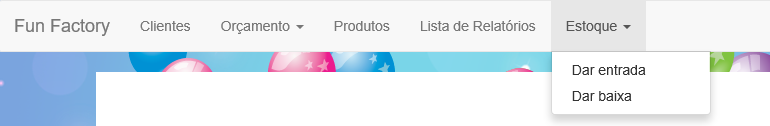 Fun Factory Clientes Orçamento Produtos Lista de Relatórios Estoque
Dar entrada
Dar baixa